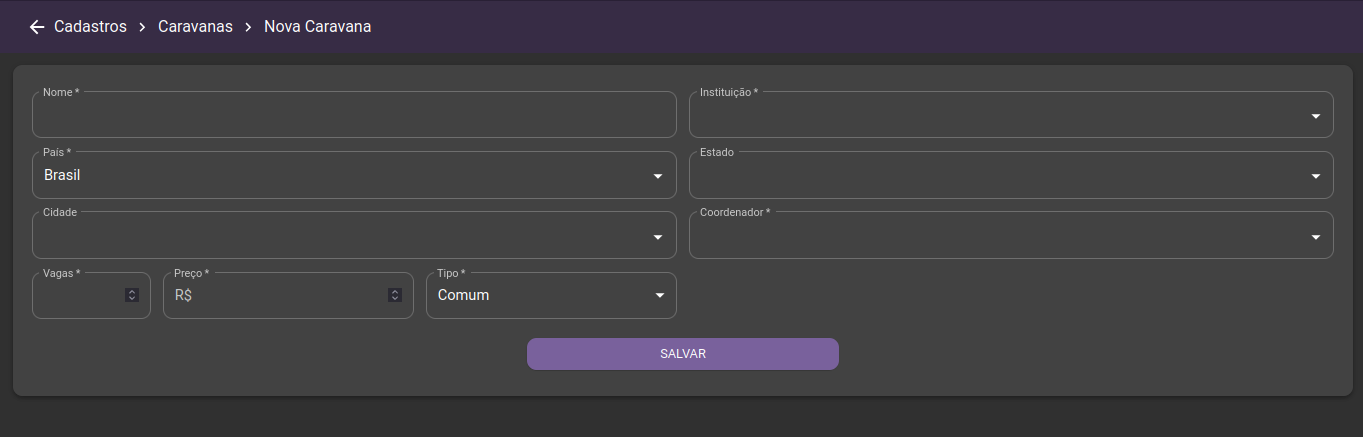 Cadastros > Caravanas > Nova Caravana
Nome *
Instituição *
País *
Estado
Brasil
Cidade
Coordenador *
Vagas *
Preço *
Tipo *
R$
Comum
SALVAR